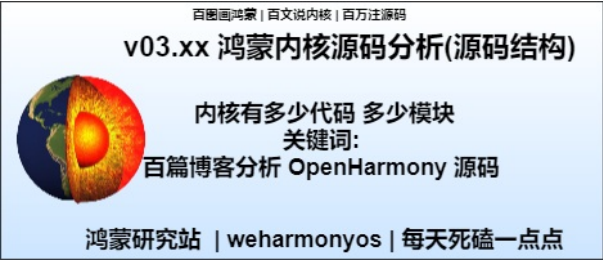 百图画鸿蒙 | 百文说内核 | 百万注源码
v03.xx 鸿蒙内核源码分析(源码结构)
内核有多少代码 多少模块
关键词:
百篇博客分析 OpenHarmony 源码
鸿蒙研究站 | weharmonyos | 每天死磕一点点